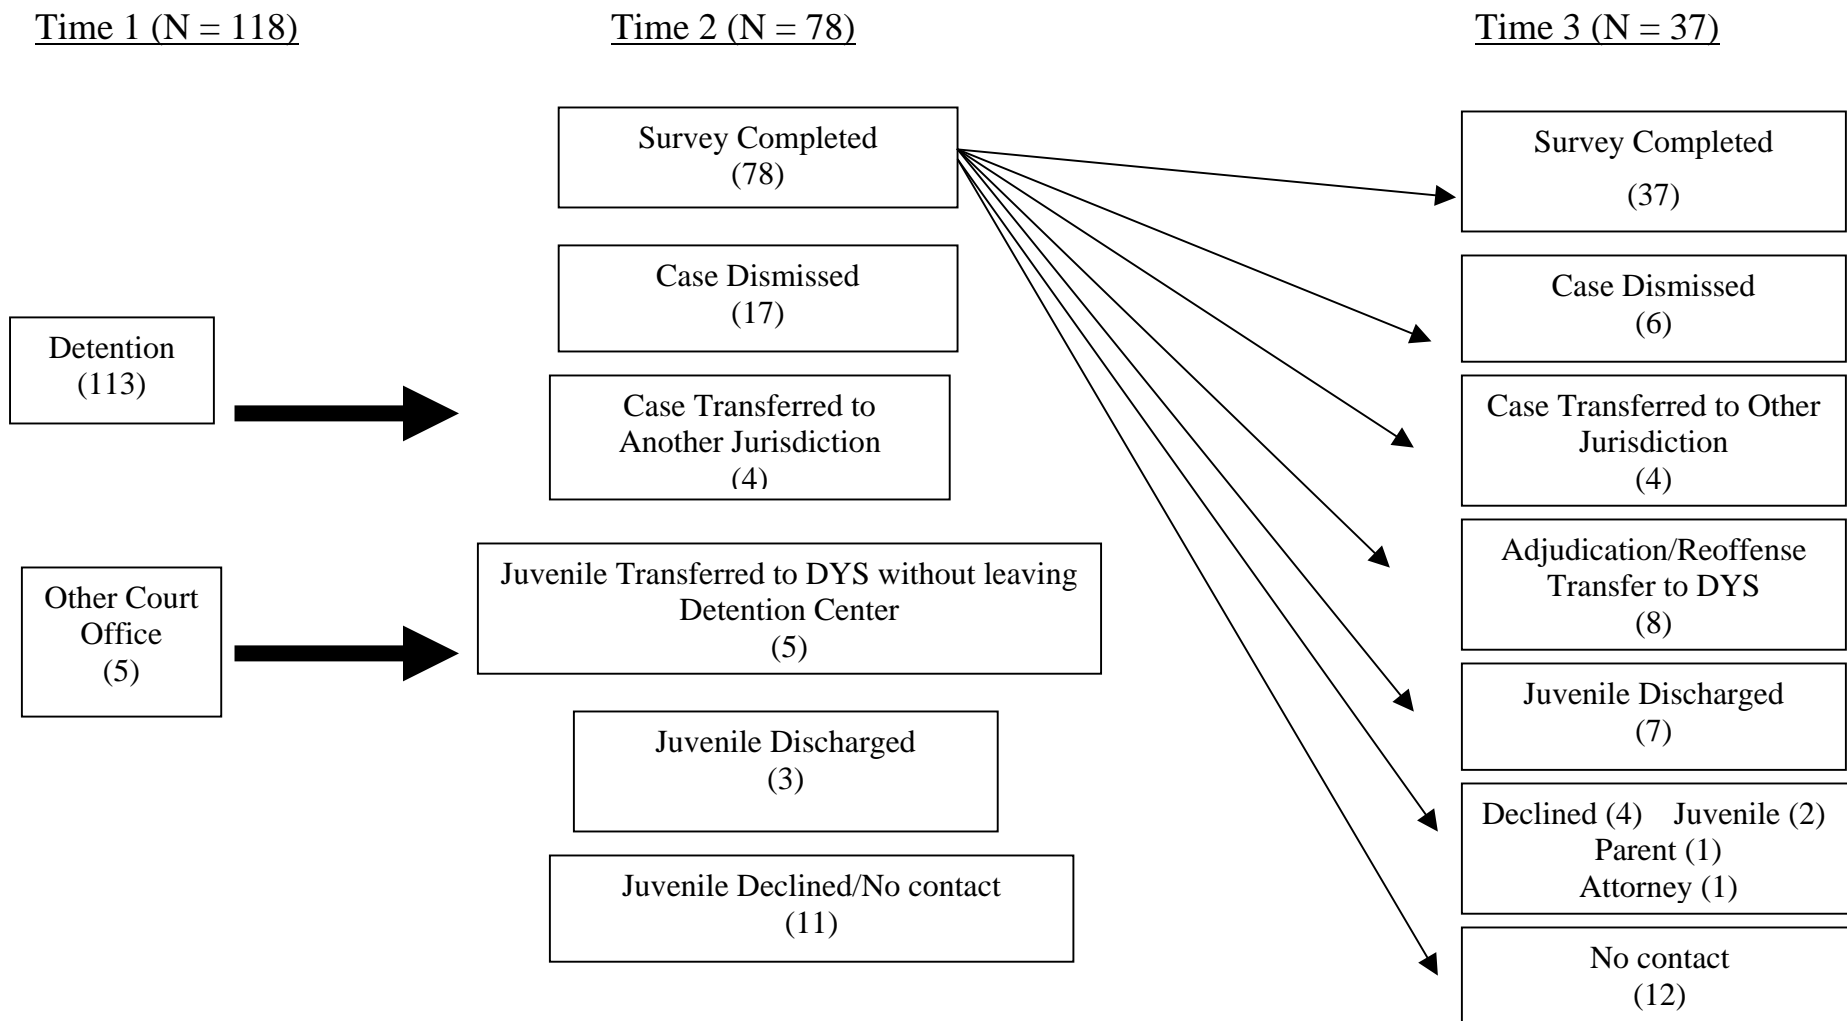 Time 1 (N = 118)
Time 2 (N = 78)
Time 3 (N = 37)
Detention
(113)
Other Court
Office
(5)
Survey Completed
(78)
Case Dismissed
(17)
Case Transferred to
Another Jurisdiction
(4)
Juvenile Transferred to DYS without leaving
Detention Center
(5)
Juvenile Discharged
(3)
Juvenile Declined/No contact
(11)
Survey Completed
(37)
Case Dismissed
(6)
Case Transferred to Other
Jurisdiction
(4)
Adjudication/Reoffense
Transfer to DYS
(8)
Juvenile Discharged
(7)
Declined (4) Juvenile (2)
Parent (1)
Attorney (1)
No contact
(12)